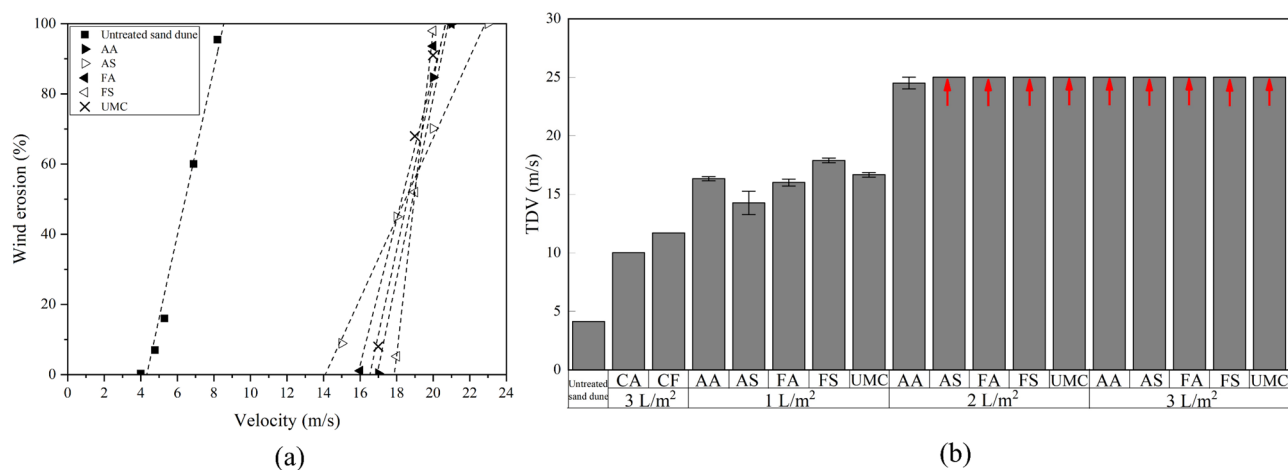 100
80
60
40
20
0
Wind erosion (%)
Untreated sand dune
AA
AS
FA
FS
UMC
0 2 4 6 8 10 12 14 16 18 20 22 24
Velocity (m/s)
(a)
30
25
20
15
10
5
0
TDV (m/s)
Untreated
sand dune
CA CF AA AS FA FS UMC AA AS FA FS UMC AA AS FA FS UMC
3 L/m² 1 L/m² 2 L/m² 3 L/m²
(b)